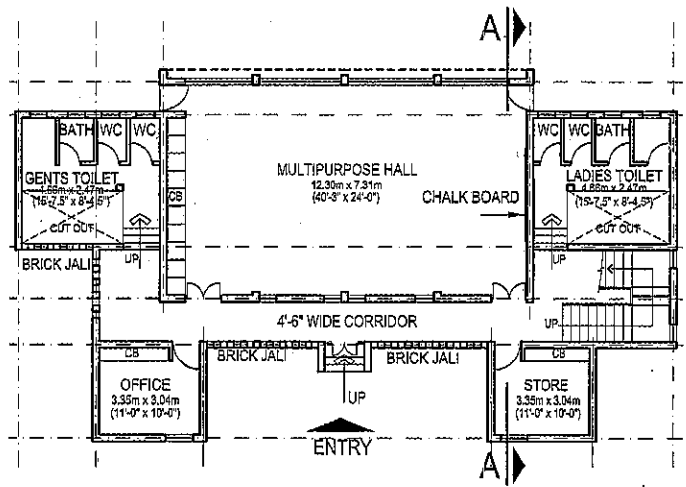 A
BATH
WC
WC
WC
WC
BATH
GENTS TOILET
4.66m x 2.47m
(15'-7.5" x 8'-4.5")
CUT OUT
UP
BRICK JALI
CB
MULTIPURPOSE HALL
12.30m x 7.31m
(40'-3" x 24'-0")
CHALK BOARD
LADIES TOILET
4.66m x 2.47m
(15'-7.5" x 8'-4.5")
CUT OUT
UP
UP
4'-6" WIDE CORRIDOR
CB
BRICK JALI
BRICK JALI
CB
OFFICE
3.35m x 3.04m
(11'-0" x 10'-0")
UP
ENTRY
STORE
3.35m x 3.04m
(11'-0" x 10'-0")
A